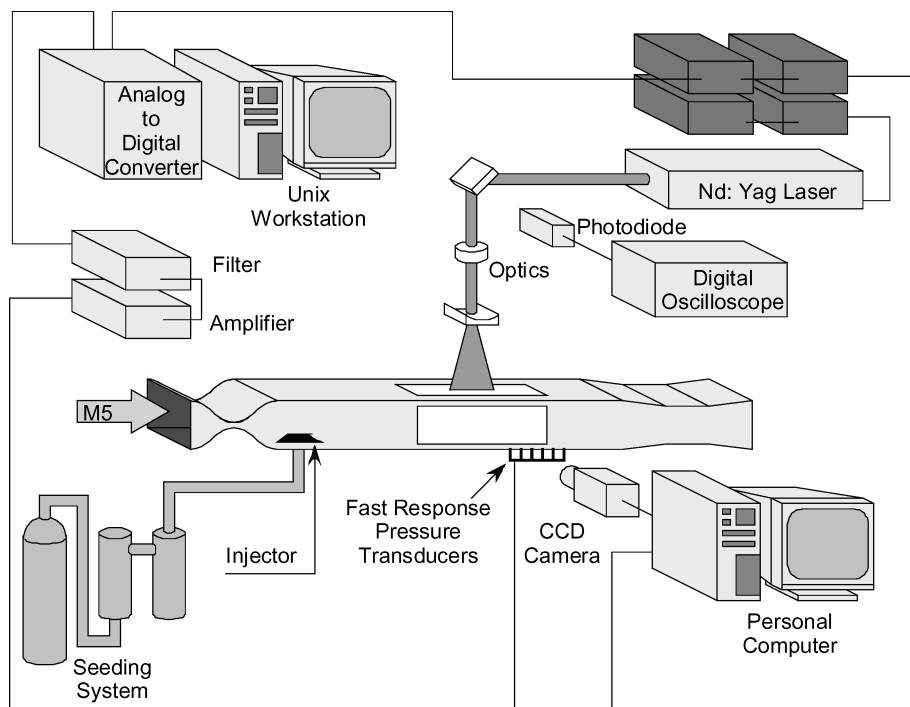 Analog
to
Digital
Converter
Unix
Workstation
Nd: Yag Laser
Photodiode
Filter
Optics
Digital
Oscilloscope
Amplifier
M5
Fast Response
Pressure
Transducers
CCD
Camera
Injector
Personal
Computer
Seeding
System